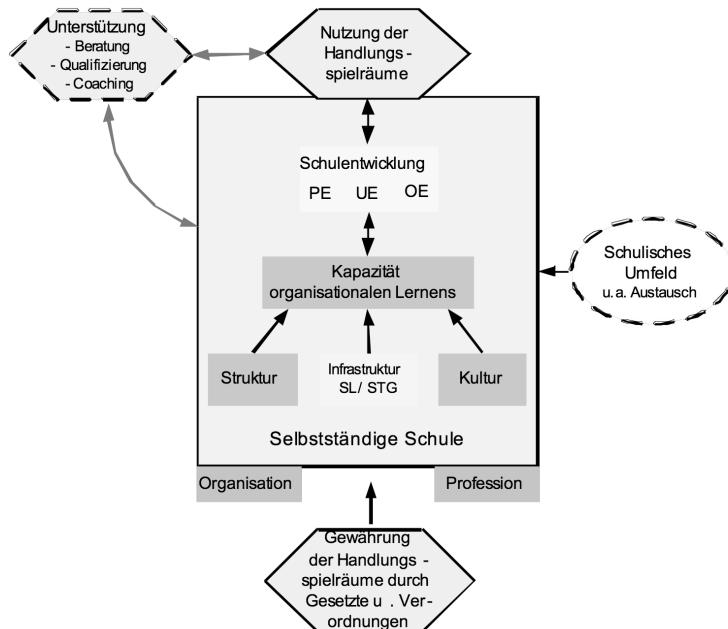 Unterstützung
- Beratung
- Qualifizierung
- Coaching
Nutzung der
Handlungs -
spielräume
Schulentwicklung
PE UE OE
Kapazität
organisationalen Lernens
Schulisches
Umfeld
u. a. Austausch
Struktur
Infrastruktur
SL/ STG
Kultur
Selbstständige Schule
Organisation
Profession
Gewährung
der Handlungs -
spielräume durch
Gesetzte u . Ver-
ordnungen